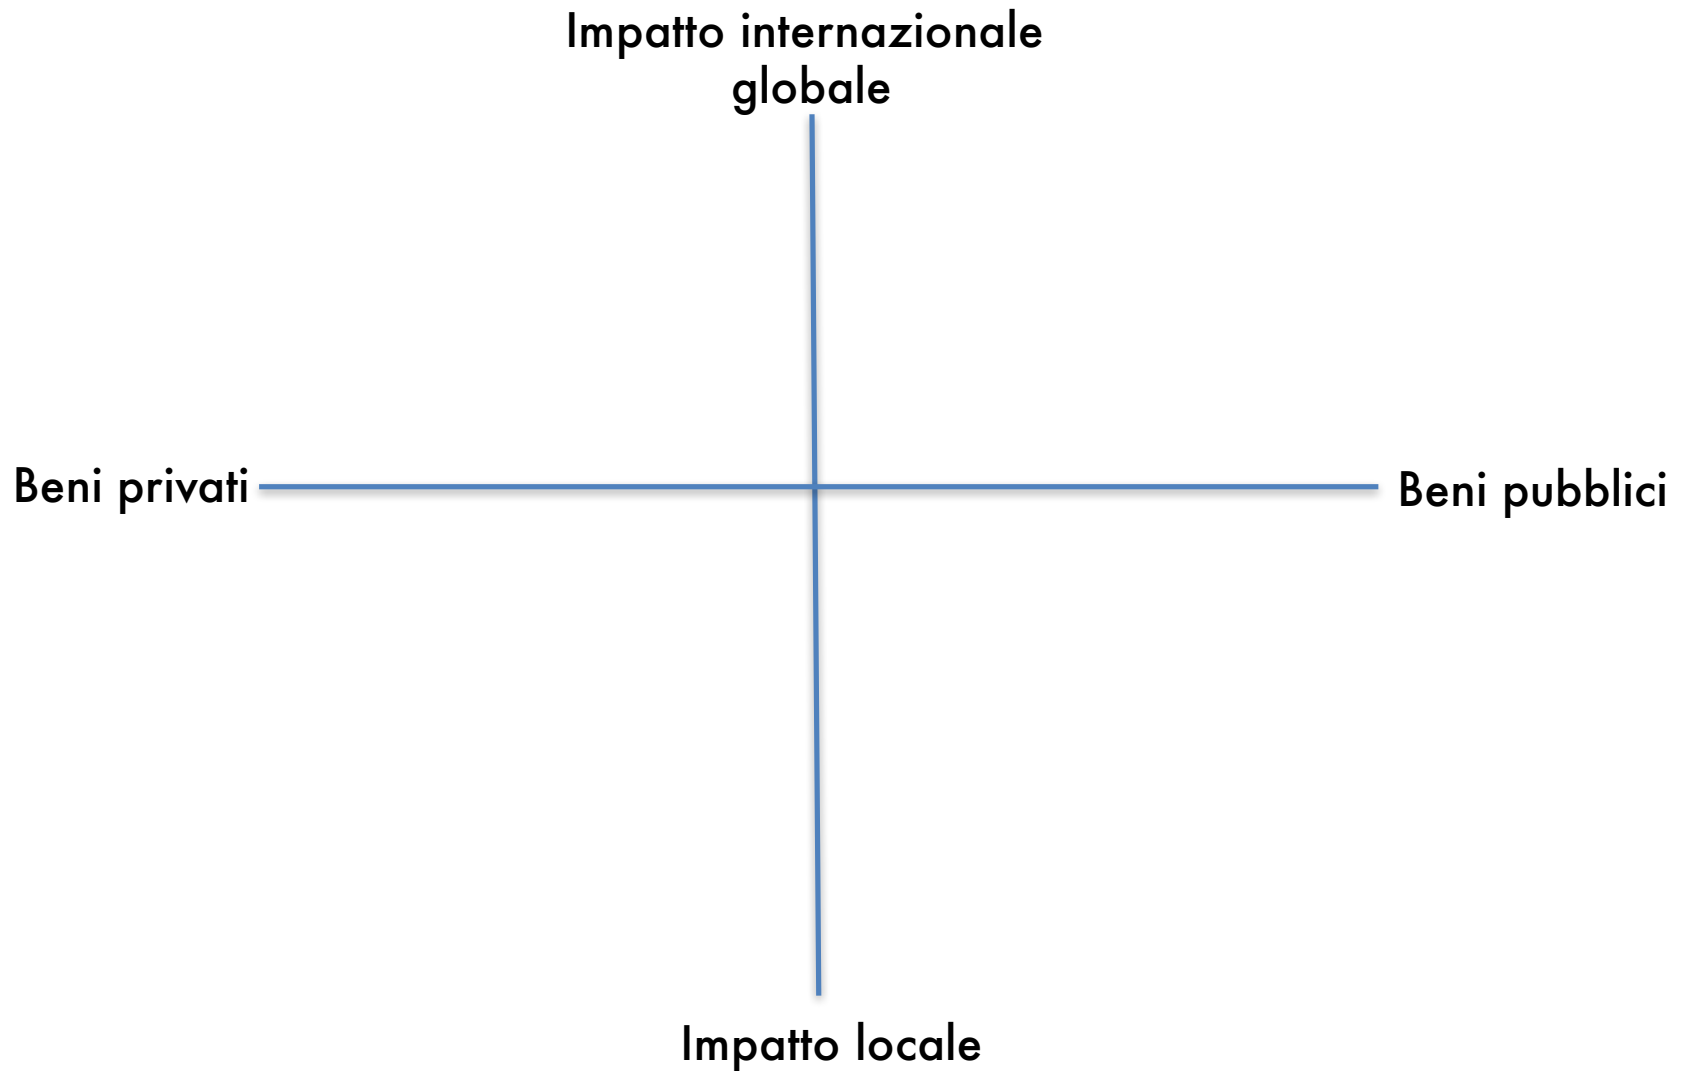 Impatto internazionale
globale
Beni privati
Beni pubblici
Impatto locale